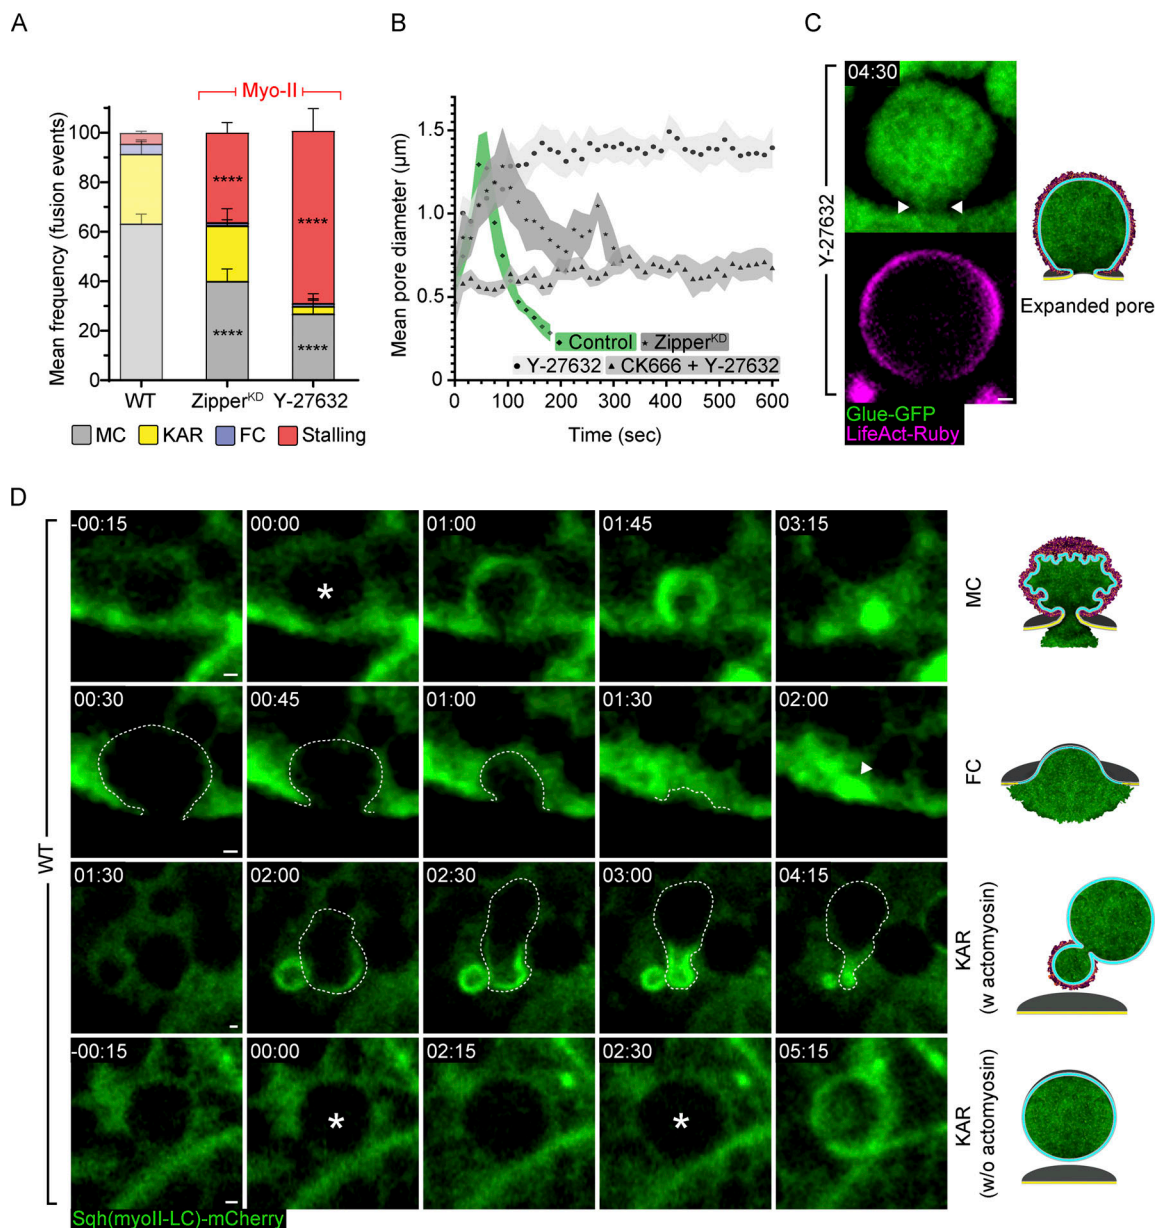 A
Myo-II
Mean frequency (fusion events)
100
80
60
40
20
0
****
****
****
****
WT
Zipper^KD
Y-27632
MC
KAR
FC
Stalling
B
Mean pore diameter (μm)
1.5
1.0
0.5
0
Control
Zipper^KD
Y-27632
CK666 + Y-27632
0 100 200 300 400 500 600
Time (sec)
C
Y-27632
04:30
Glue-GFP
LifeAct-Ruby
Expanded pore
D
WT
-00:15
00:00
*
01:00
01:45
03:15
MC
00:30
00:45
01:00
01:30
02:00
FC
01:30
02:00
02:30
03:00
04:15
KAR
(w actomyosin)
-00:15
00:00
*
02:15
02:30
*
05:15
KAR
(w/o actomyosin)
Sqh(myoII-LC)-mCherry